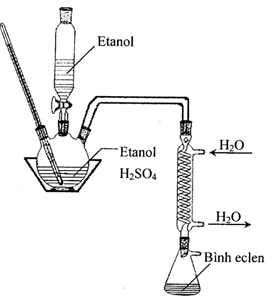 Etanol
Etanol
H₂SO₄
H₂O
H₂O
Bình eclen